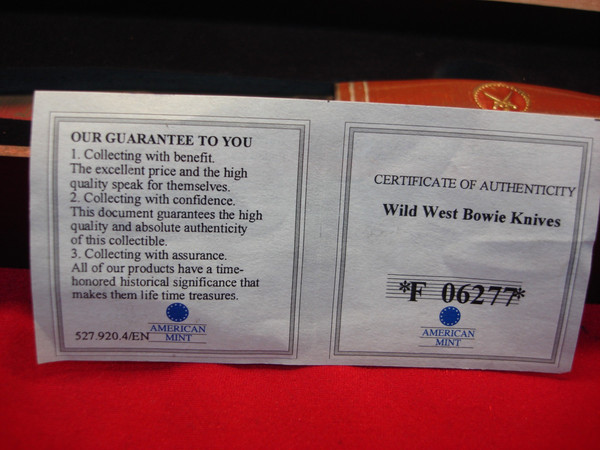 OUR GUARANTEE TO YOU
1. Collecting with benefit.
The excellent price and the high
quality speak for themselves.
2. Collecting with confidence.
This document guarantees the high
quality and absolute authenticity
of this collectible.
3. Collecting with assurance.
All of our products have a time-
honored historical significance that
makes them life time treasures.
527.920.4/EN
AMERICAN
MINT
CERTIFICATE OF AUTHENTICITY
Wild West Bowie Knives
*F 06277*
AMERICAN
MINT